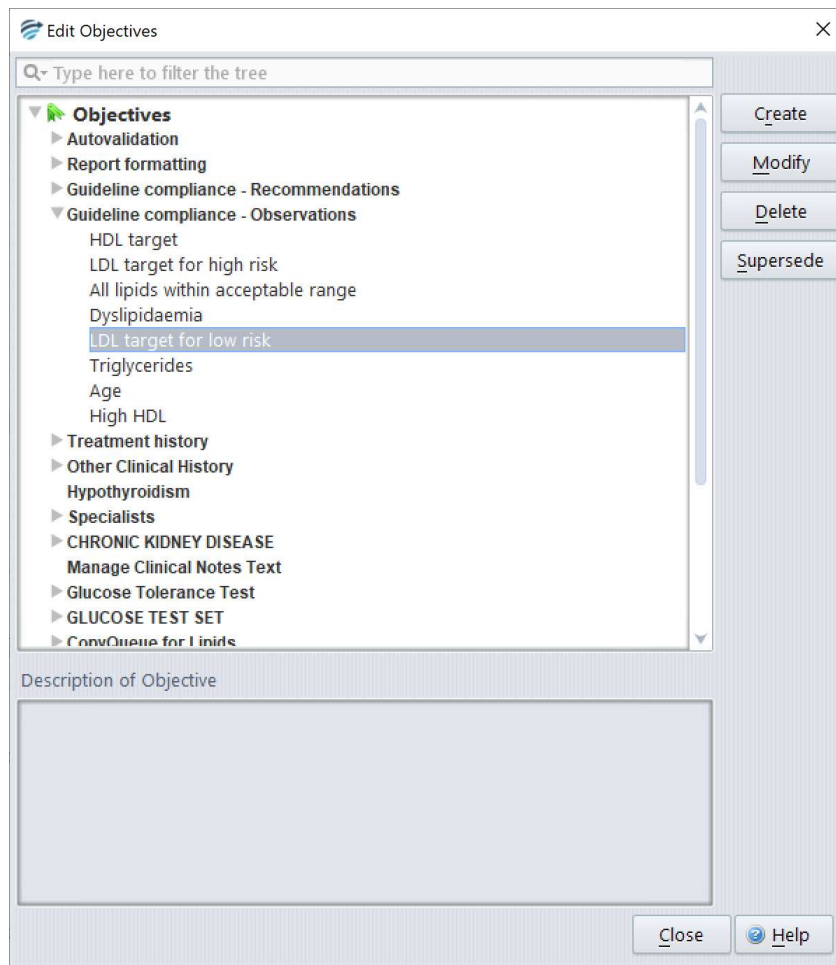 Edit Objectives
Type here to filter the tree
Objectives
Autovalidation
Report formatting
Guideline compliance - Recommendations
Guideline compliance - Observations
HDL target
LDL target for high risk
All lipids within acceptable range
Dyslipidaemia
LDL target for low risk
Triglycerides
Age
High HDL
Treatment history
Other Clinical History
Hypothyroidism
Specialists
CHRONIC KIDNEY DISEASE
Manage Clinical Notes Text
Glucose Tolerance Test
GLUCOSE TEST SET
CopyQueue for Lipids
Create
Modify
Delete
Supersede
Description of Objective
Close
Help